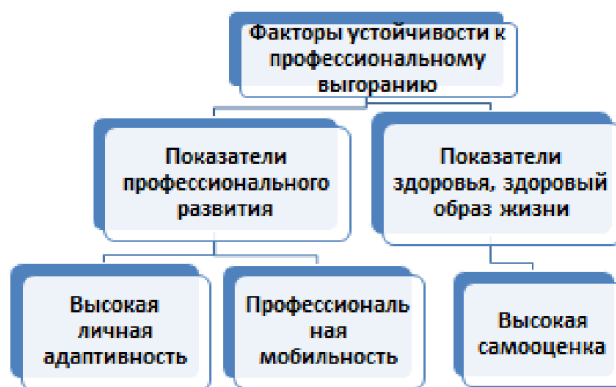 Факторы устойчивости к
профессиональному
выгоранию
Показатели
профессионального
развития
Показатели
здоровья, здоровый
образ жизни
Высокая
личная
адаптивность
Профессиональ
ная
мобильность
Высокая
самооценка